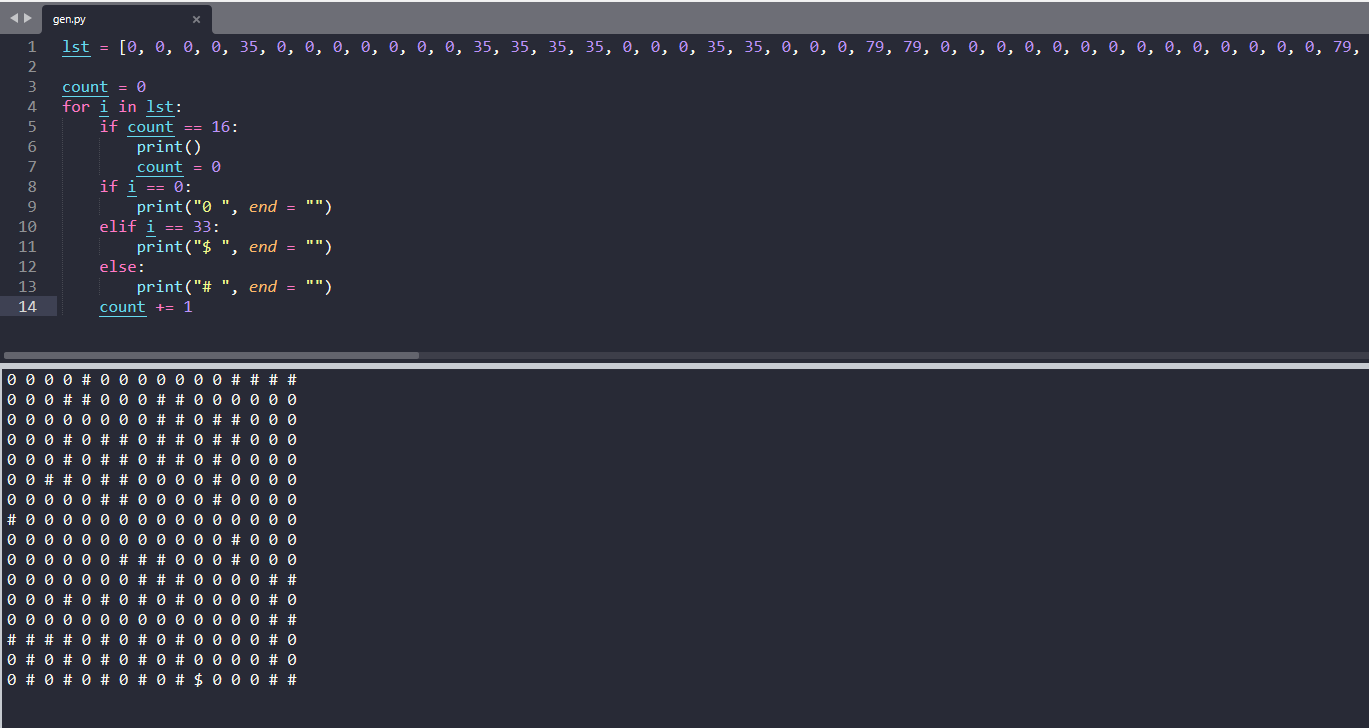 gen.py ×
1 lst = [0, 0, 0, 0, 35, 0, 0, 0, 0, 0, 0, 0, 35, 35, 35, 35, 0, 0, 0, 35, 35, 0, 0, 0, 79, 79, 0, 0, 0, 0, 0, 0, 0, 0, 0, 0, 0, 0, 0, 0, 79,
2
3 count = 0
4 for i in lst:
5 if count == 16:
6 print()
7 count = 0
8 if i == 0:
9 print("0 ", end = "")
10 elif i == 33:
11 print("$ ", end = "")
12 else:
13 print("# ", end = "")
14 count += 1
0 0 0 0 # 0 0 0 0 0 0 0 # # # #
0 0 0 # # 0 0 0 # # 0 0 0 0 0 0
0 0 0 0 0 0 0 0 # # 0 # # 0 0 0
0 0 0 # 0 # # 0 # # 0 # # 0 0 0
0 0 0 # 0 # # 0 # # 0 # 0 0 0 0
0 0 # # 0 # # 0 0 0 0 # 0 0 0 0
0 0 0 0 0 # # 0 0 0 0 # 0 0 0 0
# 0 0 0 0 0 0 0 0 0 0 0 0 0 0 0
0 0 0 0 0 0 0 0 0 0 0 0 # 0 0 0
0 0 0 0 0 0 # # # 0 0 0 # 0 0 0
0 0 0 0 0 0 0 # # # 0 0 0 0 # #
0 0 0 # 0 # 0 # 0 # 0 0 0 0 # 0
0 0 0 0 0 0 0 0 0 0 0 0 0 0 # #
# # # # 0 # 0 # 0 # 0 0 0 0 # 0
0 # 0 # 0 # 0 # 0 # 0 0 0 0 # 0
0 # 0 # 0 # 0 # 0 # $ 0 0 0 # #